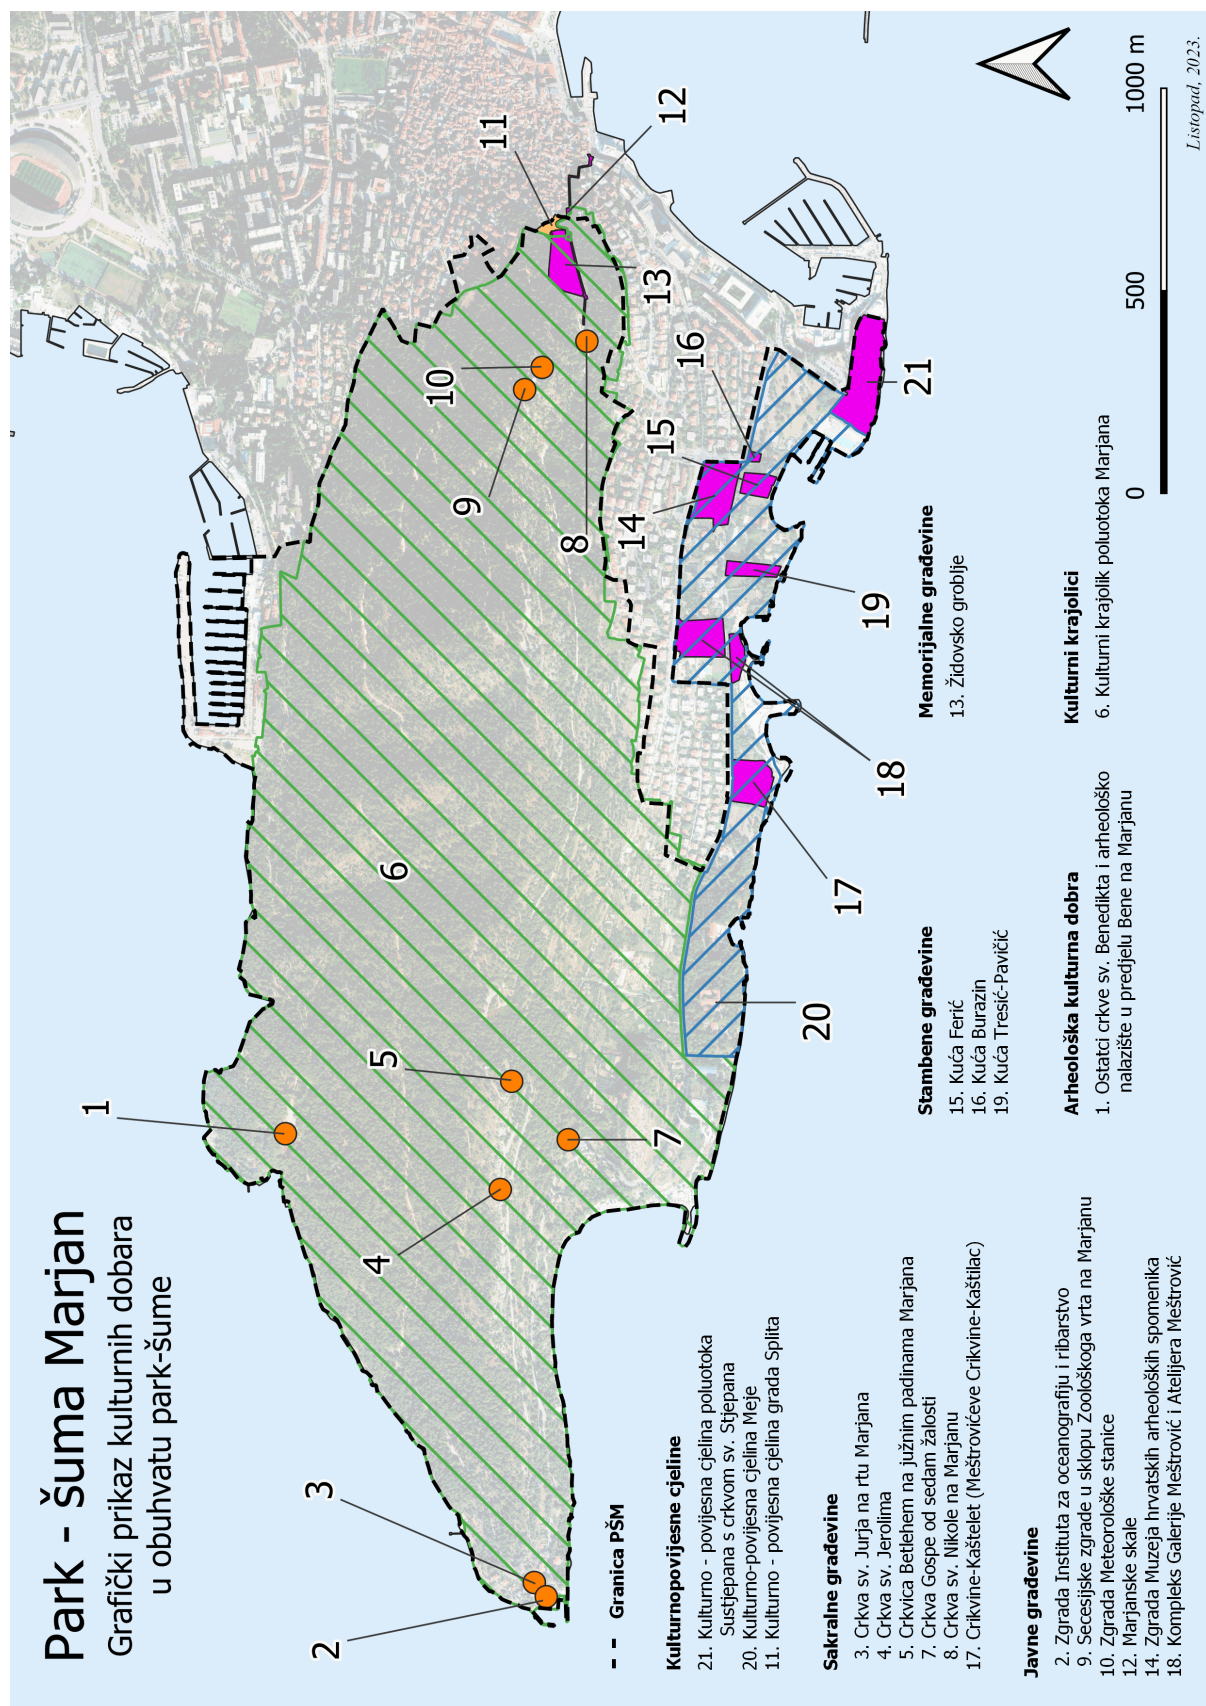 Park - šuma Marjan
Grafički prikaz kulturnih dobara
u obuhvatu park-šume
1
2
3
4
5
6
7
8
9
10
11
12
13
14
15
16
17
18
19
20
21
Granica PŠM
Kulturnopovijesne cjeline
21. Kulturno - povijesna cjelina poluotoka
Sustjepana s crkvom sv. Stjepana
20. Kulturno-povijesna cjelina Meje
11. Kulturno - povijesna cjelina grada Splita
Sakralne građevine
3. Crkva sv. Jurja na rtu Marjana
4. Crkva sv. Jerolima
5. Crkvica Betlehem na južnim padinama Marjana
7. Crkva Gospe od sedam žalosti
8. Crkva sv. Nikole na Marjanu
17. Crikvine-Kaštelet (Meštrovićeve Crikvine-Kaštilac)
Javne građevine
2. Zgrada Instituta za oceanografiju i ribarstvo
9. Secesijske zgrade u sklopu Zoološkoga vrta na Marjanu
10. Zgrada Meteorološke stanice
12. Marjanske skale
14. Zgrada Muzeja hrvatskih arheoloških spomenika
18. Kompleks Galerije Meštrović i Atelijera Meštrović
Stambene građevine
15. Kuća Ferić
16. Kuća Burazin
19. Kuća Tresić-Pavičić
Arheološka kulturna dobra
1. Ostatci crkve sv. Benedikta i arheološko
nalazište u predjelu Bene na Marjanu
Memorijalne građevine
13. Židovsko groblje
Kulturni krajolici
6. Kulturni krajolik poluotoka Marjana
0 500 1000 m
Listopad, 2023.